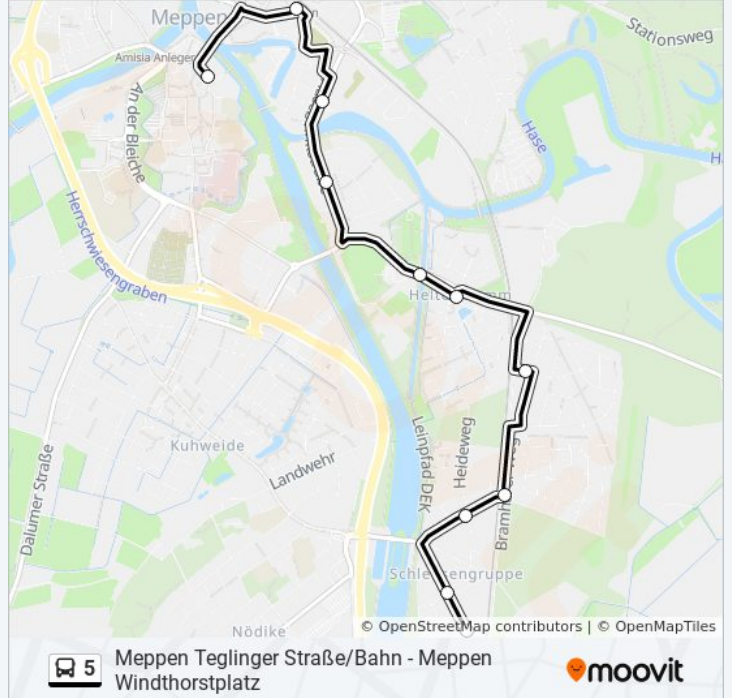 Meppen
Stationsweg
Amisia Anleger
An der Bleiche
Hase
H
Herrschwiesengraben
Kuhweide
Landwehr
Leinpfad DEK
Heideweg
Dalumer Straße
Nödike
© OpenStreetMap contributors | © OpenMapTiles
5
Meppen Teglinger Straße/Bahn - Meppen
Windthorstplatz
moovit